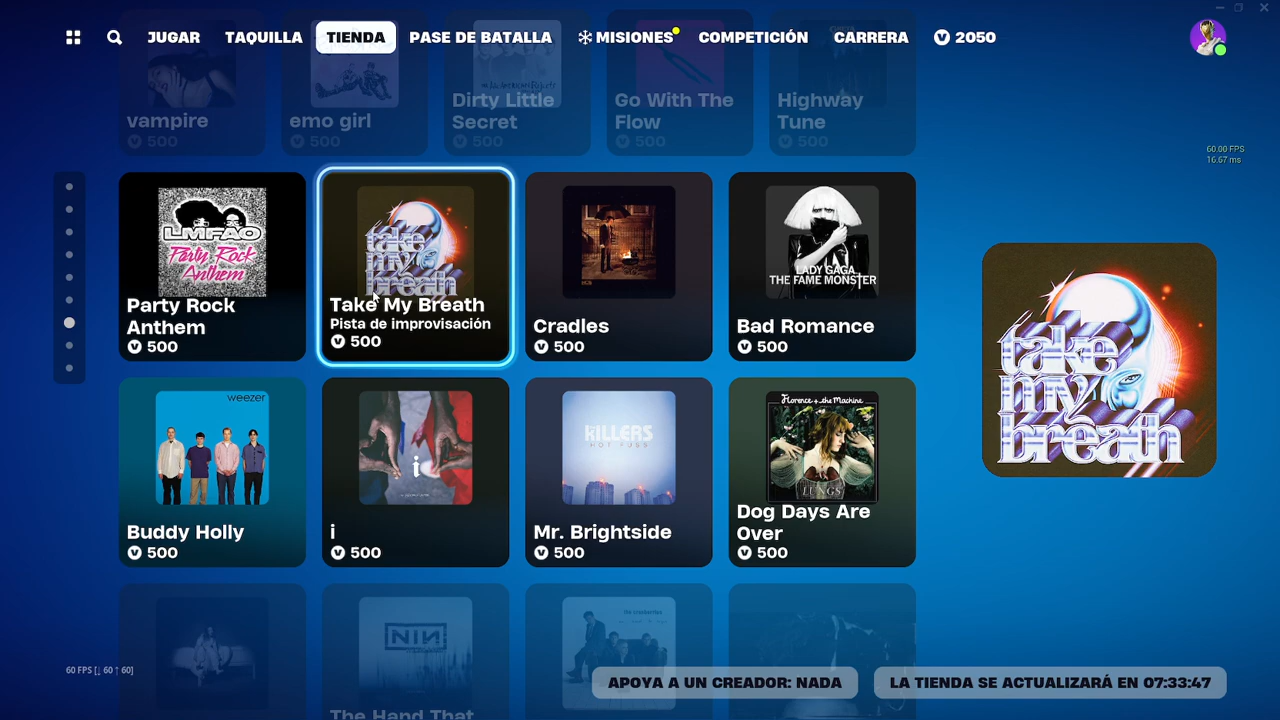 JUGAR
TAQUILLA
TIENDA
PASE DE BATALLA
MISIONES
COMPETICIÓN
CARRERA
2050
vampire
500
emo girl
500
Dirty Little
Secret
500
Go With The
Flow
500
Highway
Tune
500
60.00 FPS
16.67 ms
LMFAO
Party Rock
Anthem
Party Rock
Anthem
500
take
my
breath
Take My Breath
Pista de improvisación
500
Cradles
500
LADY GAGA
THE FAME MONSTER
Bad Romance
500
take
my
breath
weezer
Buddy Holly
500
i
i
500
THE KILLERS
HOT FUSS
Mr. Brightside
500
Florence + the Machine
LUNGS
Dog Days Are
Over
500
NIN
The Hand That
the cranberries
60 FPS [↓ 60 ↑ 60]
APOYA A UN CREADOR: NADA
LA TIENDA SE ACTUALIZARÁ EN 07:33:47